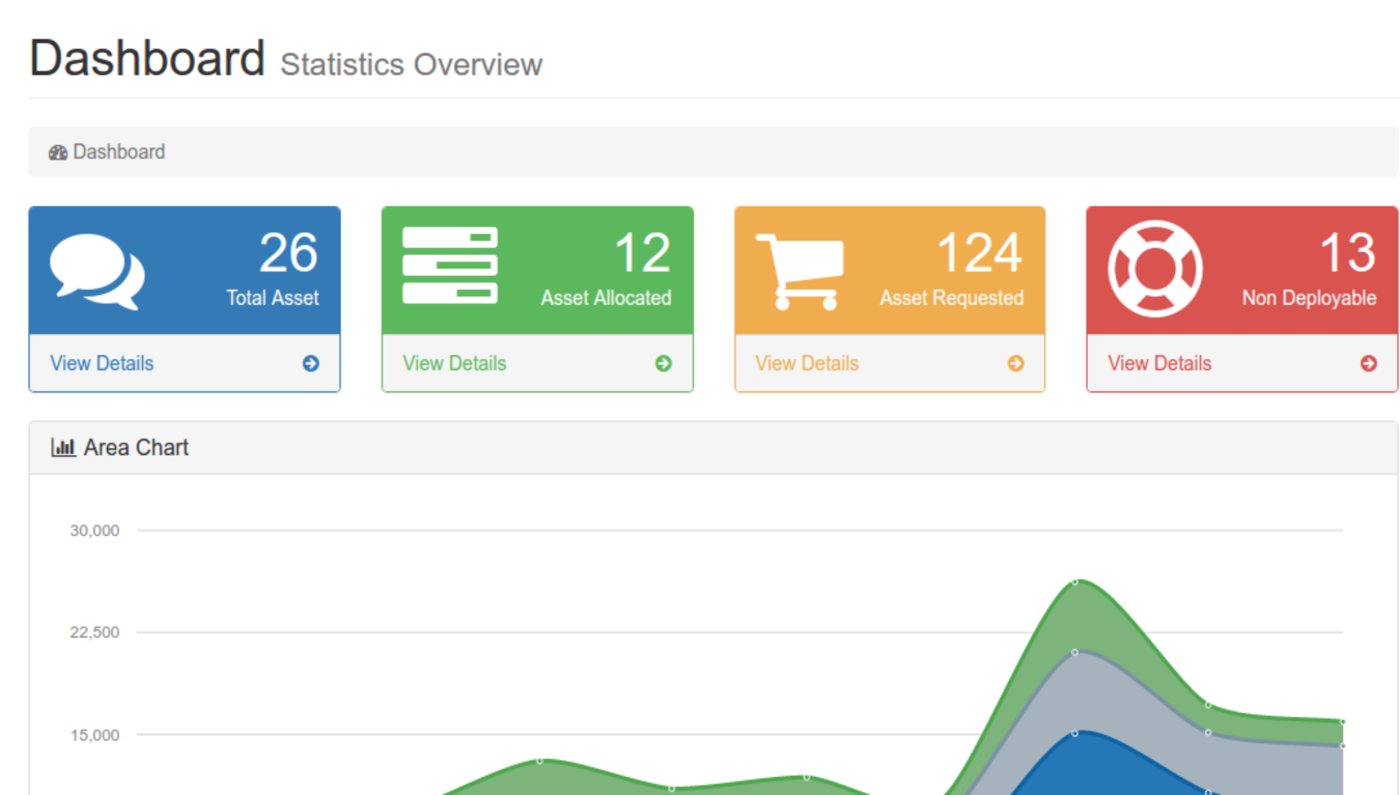 Dashboard Statistics Overview
Dashboard
26
Total Asset
View Details
12
Asset Allocated
View Details
124
Asset Requested
View Details
13
Non Deployable
View Details
Area Chart
30,000
22,500
15,000